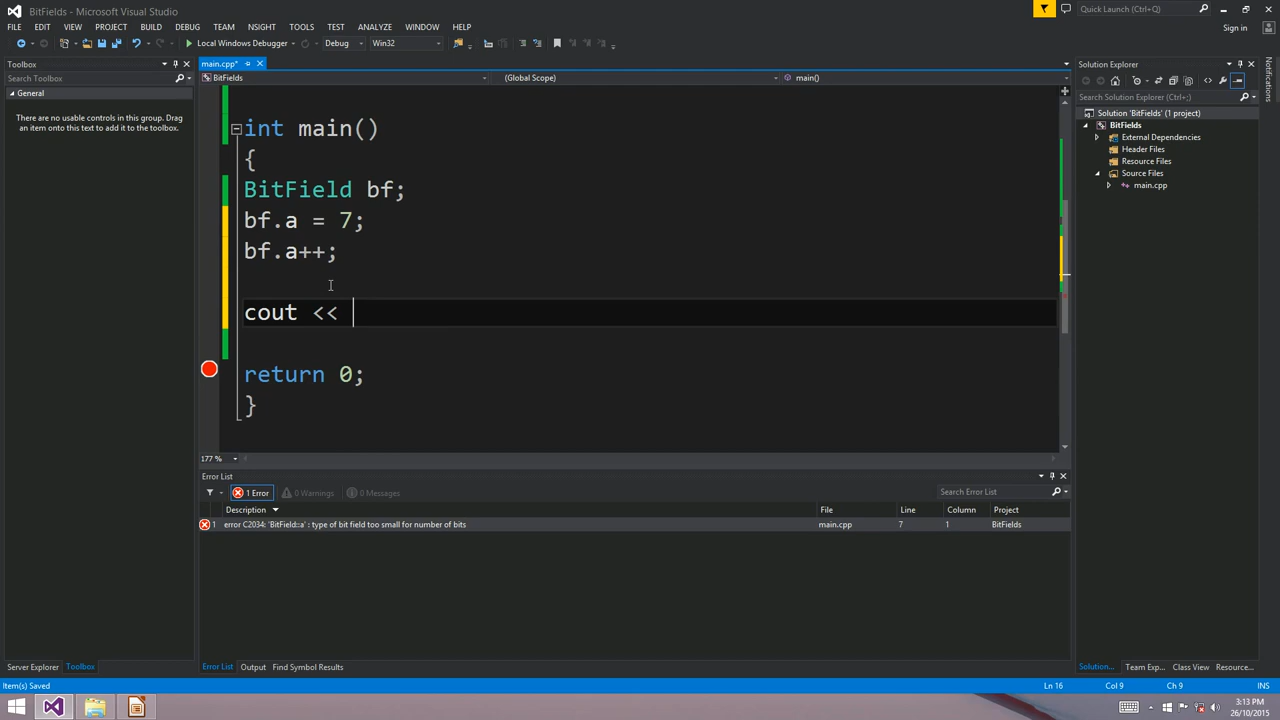 BitFields - Microsoft Visual Studio
Quick Launch (Ctrl+Q)
FILE EDIT VIEW PROJECT BUILD DEBUG TEAM NSIGHT TOOLS TEST ANALYZE WINDOW HELP
Sign in
Local Windows Debugger Debug Win32
Toolbox
main.cpp*
Solution Explorer
Search Toolbox
BitFields
(Global Scope)
main()
General
There are no usable controls in this group. Drag
an item onto this text to add it to the toolbox.
Search Solution Explorer (Ctrl+;)
Solution 'BitFields' (1 project)
BitFields
External Dependencies
Header Files
Resource Files
Source Files
main.cpp
Notifications
int main()
{
BitField bf;
bf.a = 7;
bf.a++;
cout <<
return 0;
}
177 %
Error List
1 Error 0 Warnings 0 Messages
Search Error List
Description File Line Column Project
1 error C2034: 'BitField::a' : type of bit field too small for number of bits main.cpp 7 1 BitFields
Server Explorer Toolbox
Error List Output Find Symbol Results
Solution... Team Exp... Class View Resource...
Item(s) Saved
Ln 16 Col 9 Ch 9 INS
3:13 PM
26/10/2015